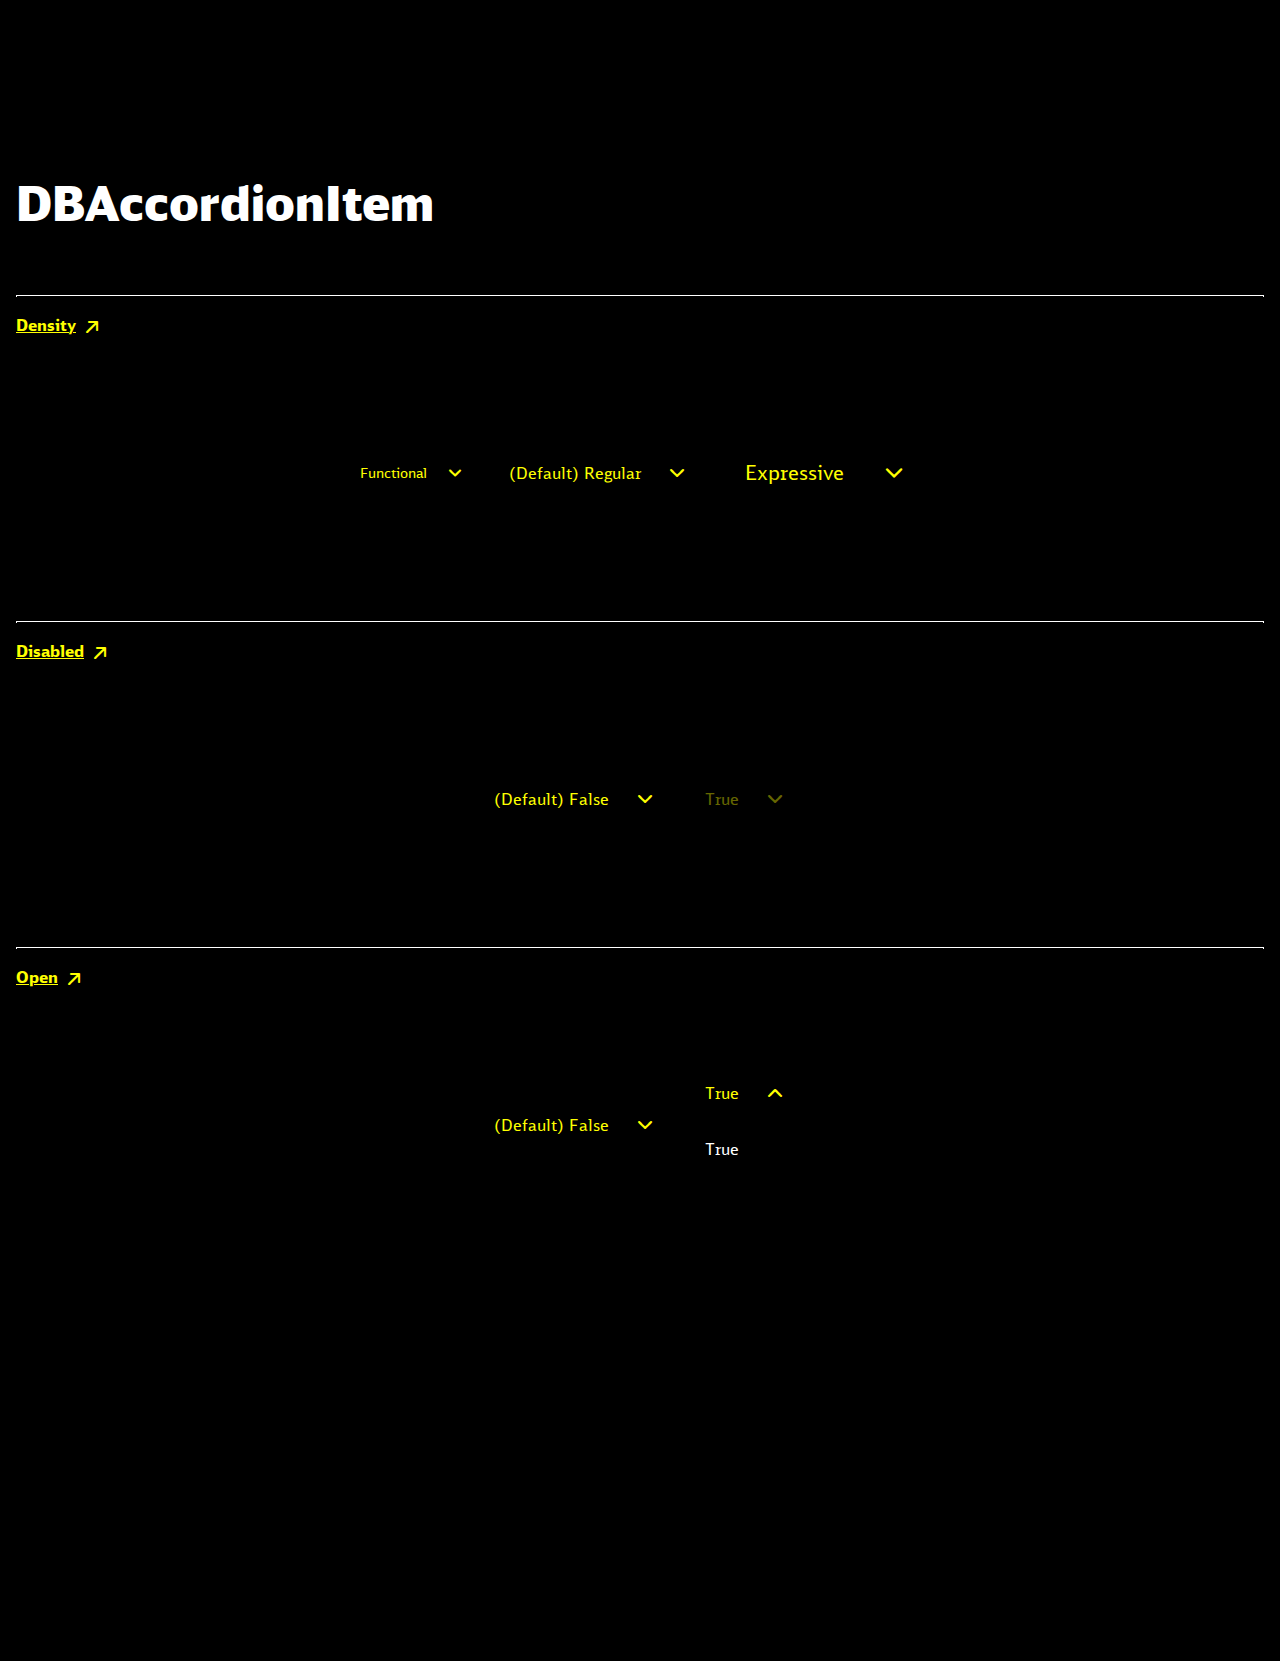 DBAccordionItem
Density
Functional (Default) Regular Expressive
Disabled
(Default) False True
Open
True
(Default) False
True